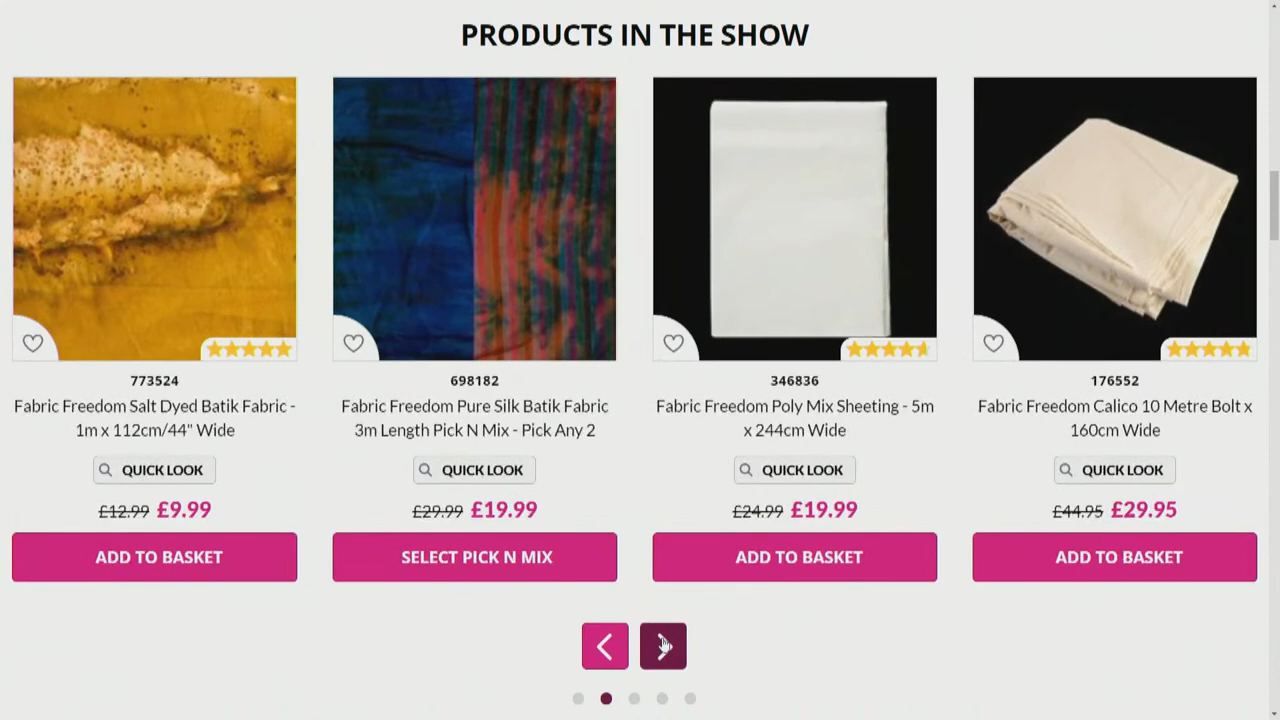 PRODUCTS IN THE SHOW
773524
Fabric Freedom Salt Dyed Batik Fabric -
1m x 112cm/44" Wide
QUICK LOOK
£12.99 £9.99
ADD TO BASKET
698182
Fabric Freedom Pure Silk Batik Fabric
3m Length Pick N Mix - Pick Any 2
QUICK LOOK
£29.99 £19.99
SELECT PICK N MIX
346836
Fabric Freedom Poly Mix Sheeting - 5m
x 244cm Wide
QUICK LOOK
£24.99 £19.99
ADD TO BASKET
176552
Fabric Freedom Calico 10 Metre Bolt x
160cm Wide
QUICK LOOK
£44.95 £29.95
ADD TO BASKET